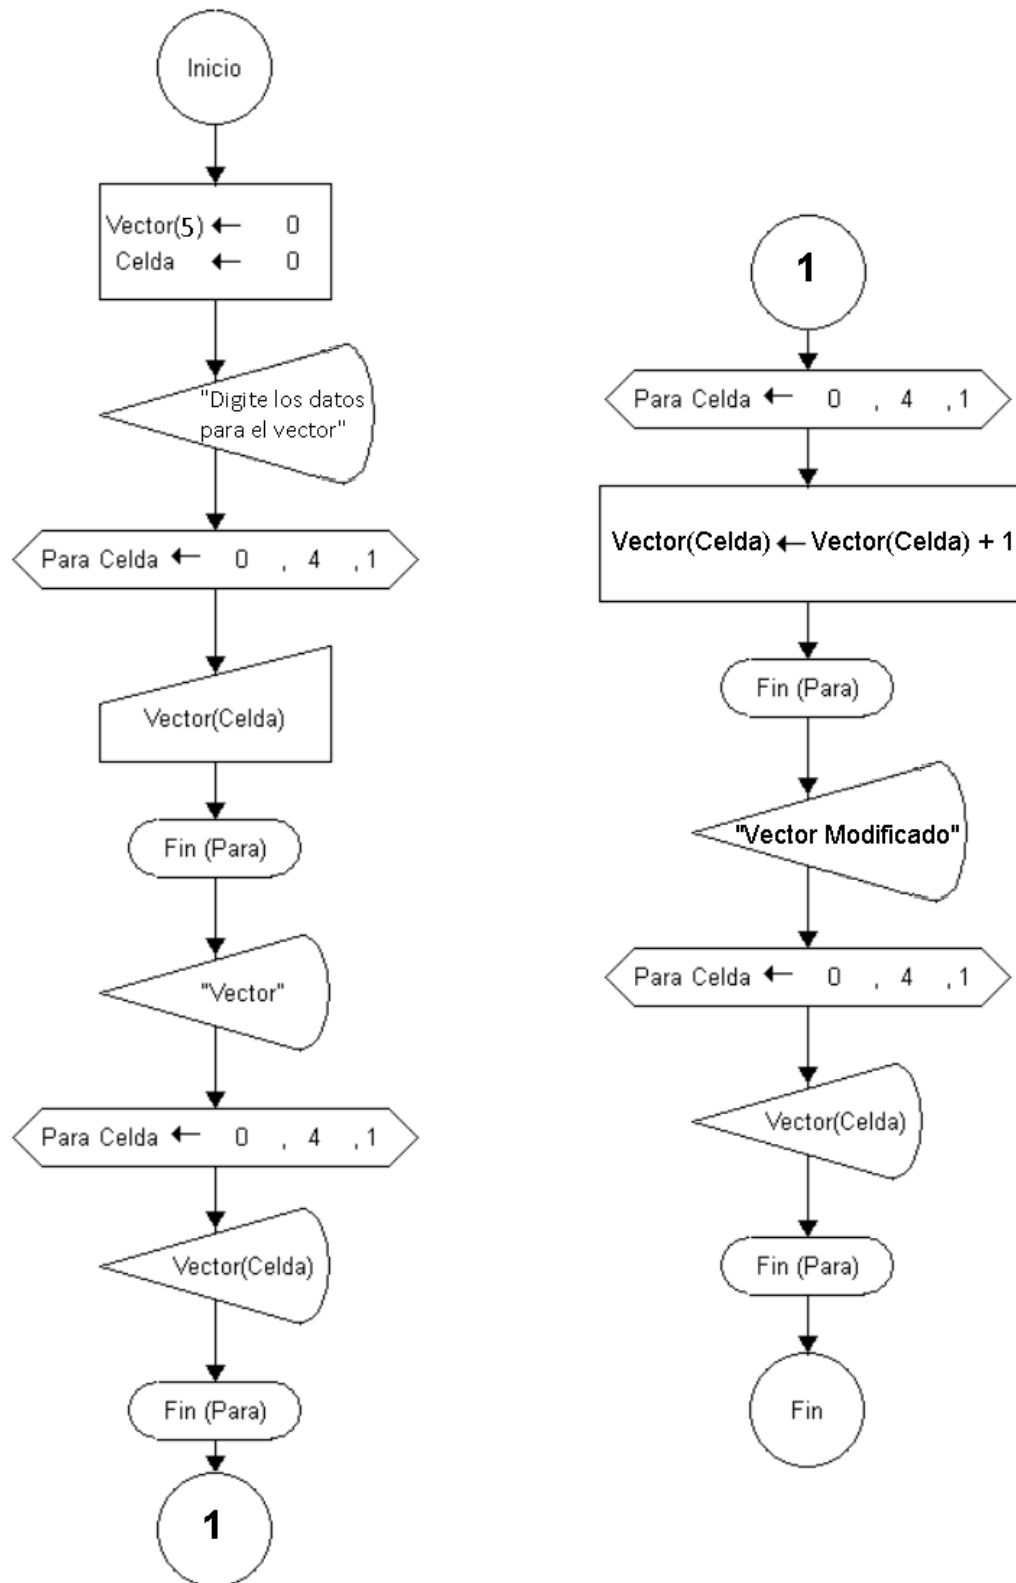 Inicio
Vector(5) ← 0
Celda ← 0
"Digite los datos
para el vector"
Para Celda ← 0 , 4 , 1
Vector(Celda)
Fin (Para)
"Vector"
Para Celda ← 0 , 4 , 1
Vector(Celda)
Fin (Para)
1
1
Para Celda ← 0 , 4 , 1
Vector(Celda) ← Vector(Celda) + 1
Fin (Para)
"Vector Modificado"
Para Celda ← 0 , 4 , 1
Vector(Celda)
Fin (Para)
Fin